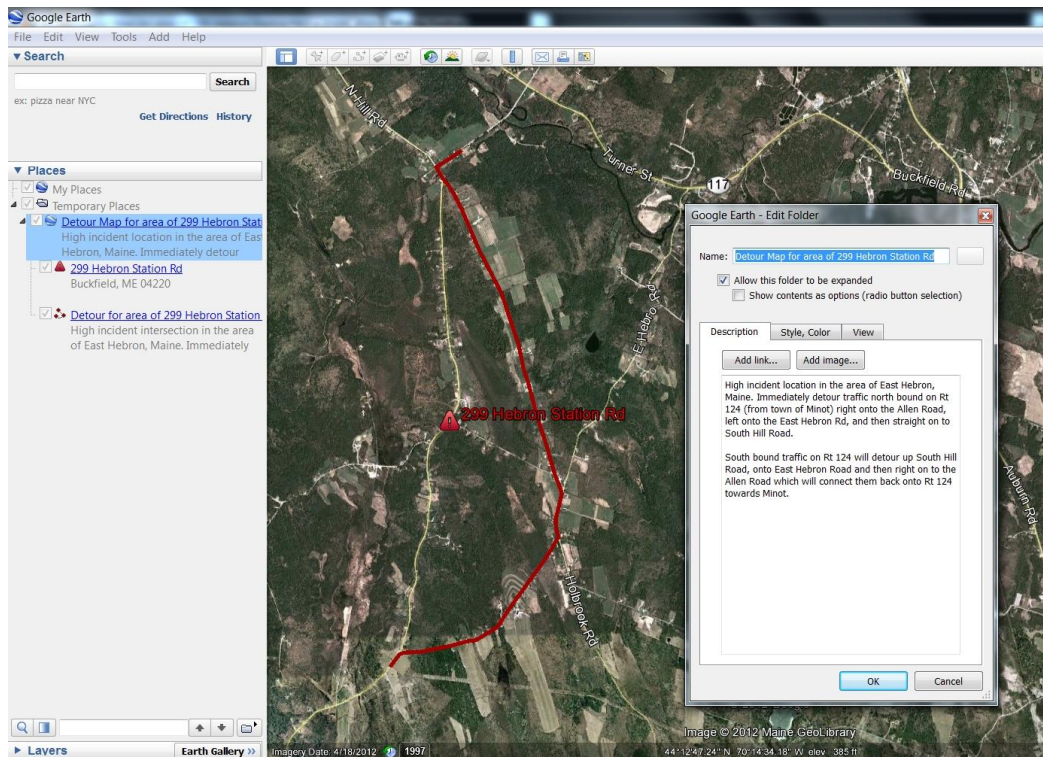 Google Earth
File Edit View Tools Add Help
▼ Search
Search
ex: pizza near NYC
Get Directions History
▼ Places
My Places
Temporary Places
Detour Map for area of 299 Hebron Stati
High incident location in the area of East
Hebron, Maine. Immediately detour
299 Hebron Station Rd
Buckfield, ME 04220
Detour for area of 299 Hebron Station
High incident intersection in the area
of East Hebron, Maine. Immediately
▶ Layers
Earth Gallery »
N Hill Rd
Turner St
117
Buckfield Rd
E Hebro Rd
299 Hebron Station Rd
Holbrook Rd
Auburn Rd
Google Earth - Edit Folder
Name: Detour Map for area of 299 Hebron Station Rd
Allow this folder to be expanded
Show contents as options (radio button selection)
Description Style, Color View
Add link... Add image...
High incident location in the area of East Hebron,
Maine. Immediately detour traffic north bound on Rt
124 (from town of Minot) right onto the Allen Road,
left onto the East Hebron Rd, and then straight on to
South Hill Road.
South bound traffic on Rt 124 will detour up South Hill
Road, onto East Hebron Road and then right on to the
Allen Road which will connect them back onto Rt 124
towards Minot.
OK Cancel
Image © 2012 Maine GeoLibrary
Imagery Date: 4/18/2012 1997
44°12'47.24" N 70°14'34.18" W elev 385 ft